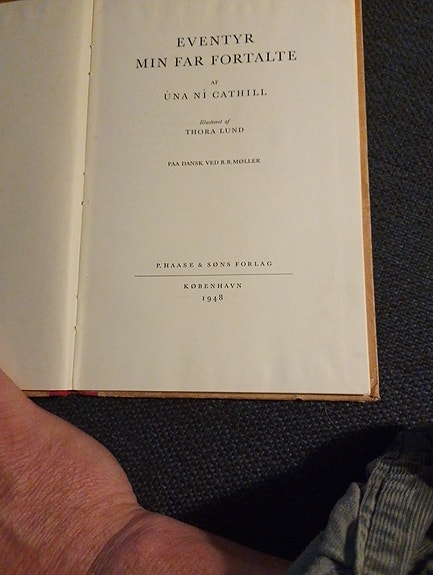 EVENTYR
MIN FAR FORTALTE
AF
ÚNA NÍ CATHILL
Illustreret af
THORA LUND
PAA DANSK VED B.B.MØLLER
P. HAASE & SØNS FORLAG
KØBENHAVN
1948